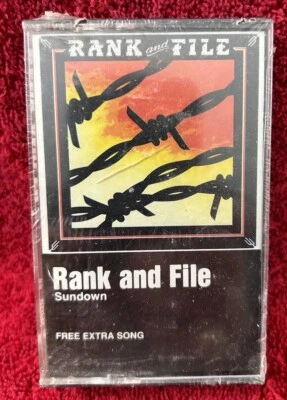 RANK and FILE
Rank and File
Sundown
FREE EXTRA SONG